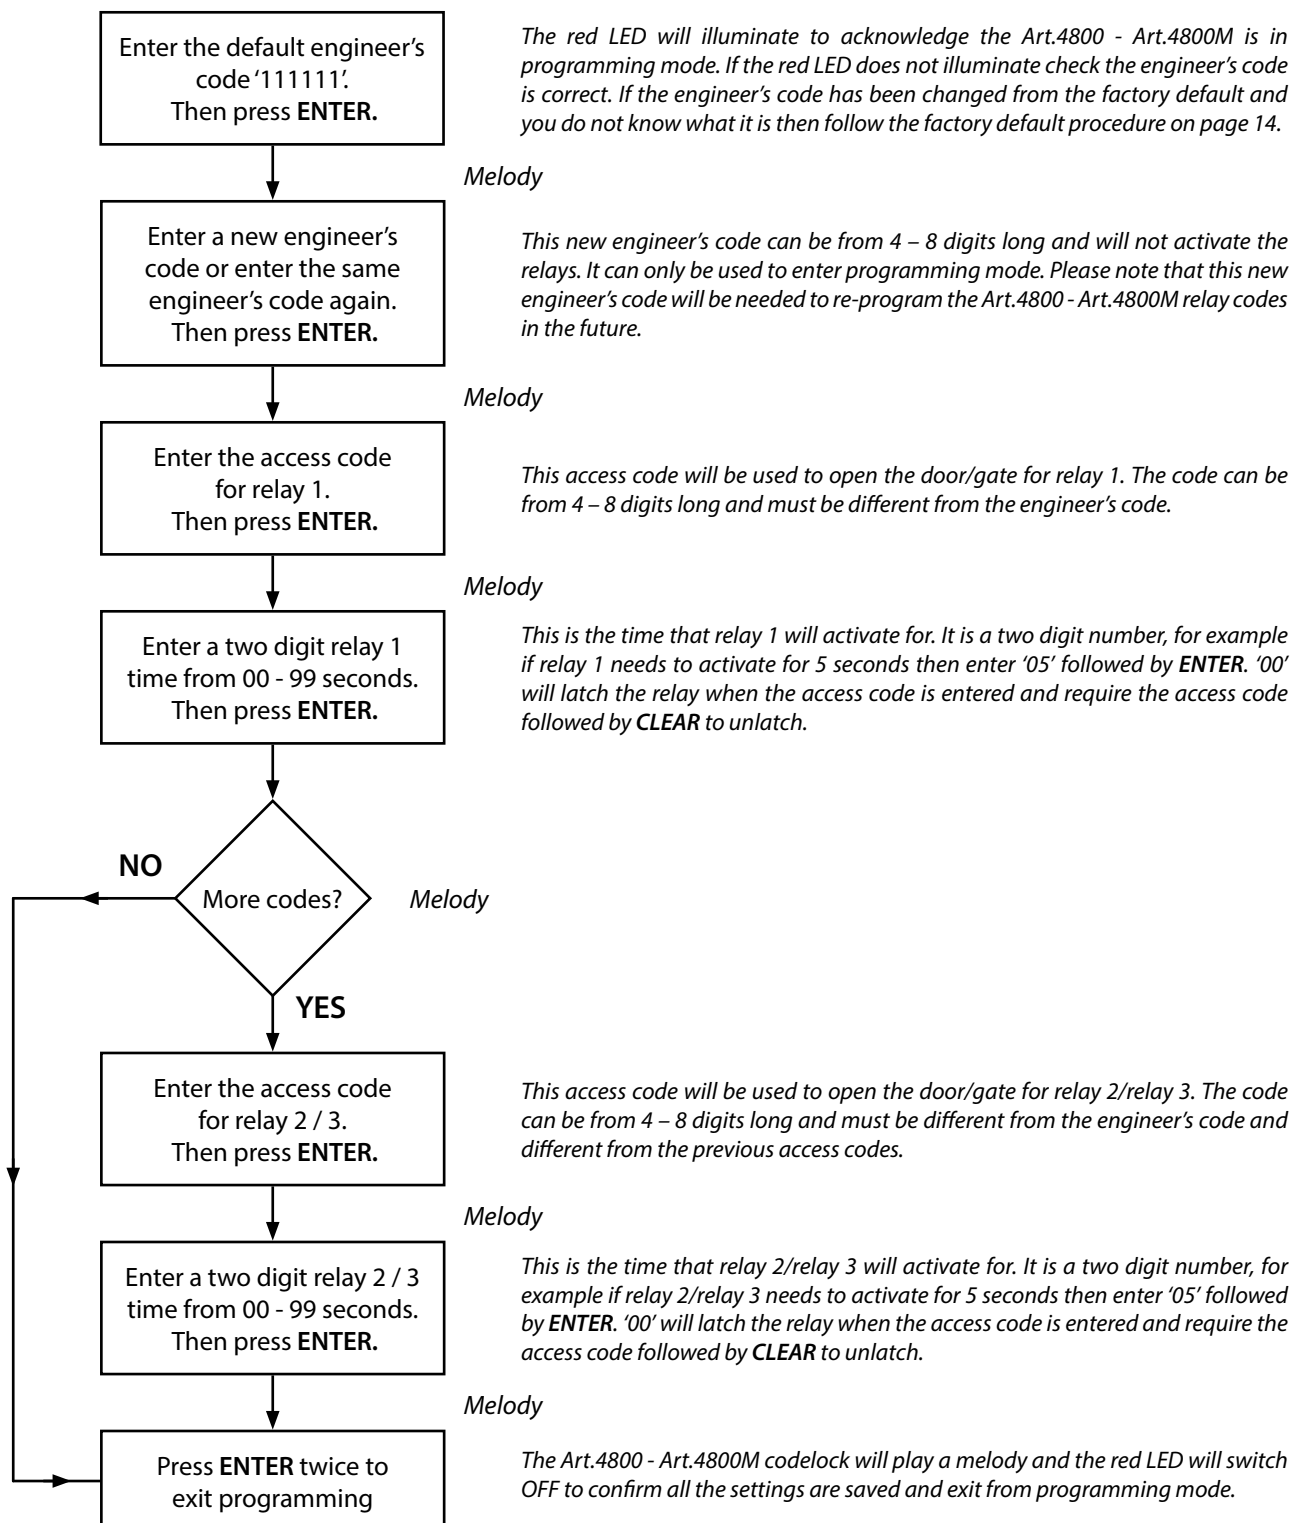 Enter the default engineer’s
code ‘111111’.
Then press ENTER.
The red LED will illuminate to acknowledge the Art.4800 - Art.4800M is in
programming mode. If the red LED does not illuminate check the engineer’s code
is correct. If the engineer’s code has been changed from the factory default and
you do not know what it is then follow the factory default procedure on page 14.
Melody
Enter a new engineer’s
code or enter the same
engineer’s code again.
Then press ENTER.
This new engineer’s code can be from 4 – 8 digits long and will not activate the
relays. It can only be used to enter programming mode. Please note that this new
engineer’s code will be needed to re-program the Art.4800 - Art.4800M relay codes
in the future.
Melody
Enter the access code
for relay 1.
Then press ENTER.
This access code will be used to open the door/gate for relay 1. The code can be
from 4 – 8 digits long and must be different from the engineer’s code.
Melody
Enter a two digit relay 1
time from 00 - 99 seconds.
Then press ENTER.
This is the time that relay 1 will activate for. It is a two digit number, for example
if relay 1 needs to activate for 5 seconds then enter ‘05’ followed by ENTER. ‘00’
will latch the relay when the access code is entered and require the access code
followed by CLEAR to unlatch.
NO
More codes?
Melody
YES
Enter the access code
for relay 2 / 3.
Then press ENTER.
This access code will be used to open the door/gate for relay 2/relay 3. The code
can be from 4 – 8 digits long and must be different from the engineer’s code and
different from the previous access codes.
Melody
Enter a two digit relay 2 / 3
time from 00 - 99 seconds.
Then press ENTER.
This is the time that relay 2/relay 3 will activate for. It is a two digit number, for
example if relay 2/relay 3 needs to activate for 5 seconds then enter ‘05’ followed
by ENTER. ‘00’ will latch the relay when the access code is entered and require the
access code followed by CLEAR to unlatch.
Melody
Press ENTER twice to
exit programming
The Art.4800 - Art.4800M codelock will play a melody and the red LED will switch
OFF to confirm all the settings are saved and exit from programming mode.